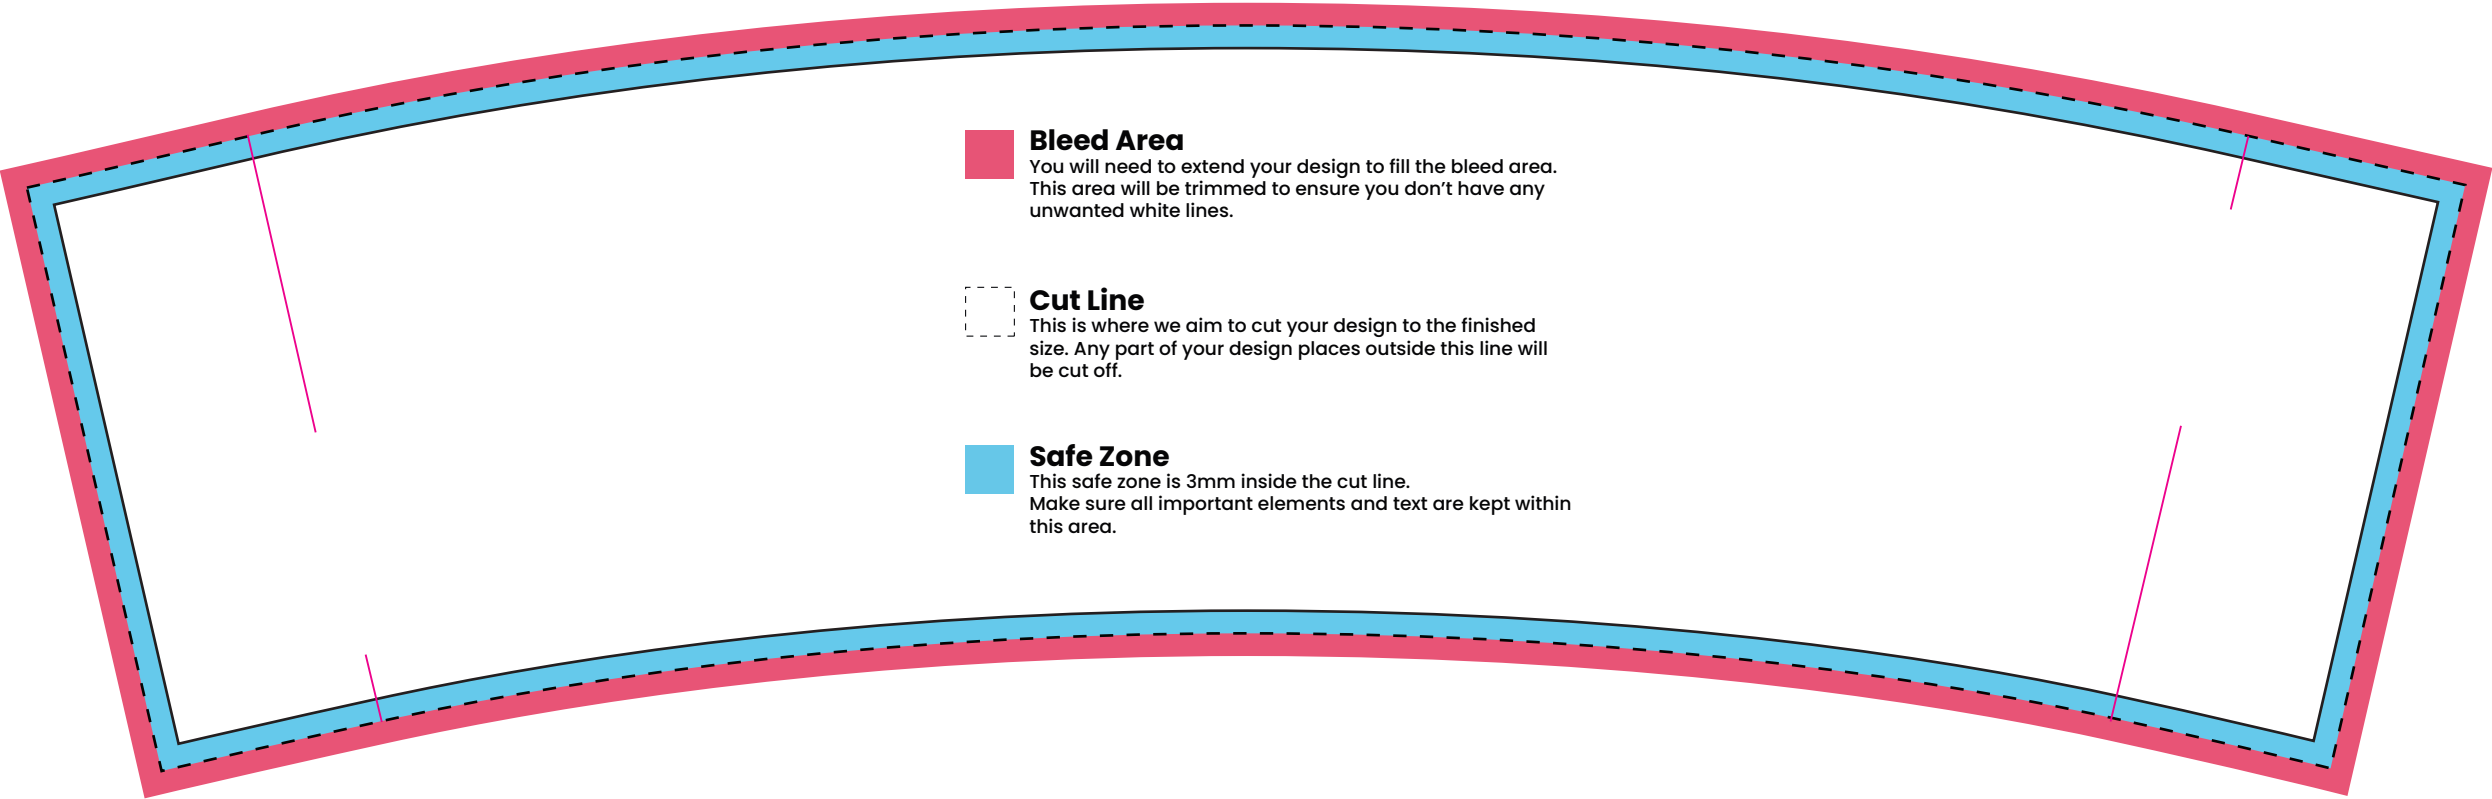 Bleed Area
You will need to extend your design to fill the bleed area.
This area will be trimmed to ensure you don’t have any
unwanted white lines.
Cut Line
This is where we aim to cut your design to the finished
size. Any part of your design places outside this line will
be cut off.
Safe Zone
This safe zone is 3mm inside the cut line.
Make sure all important elements and text are kept within
this area.